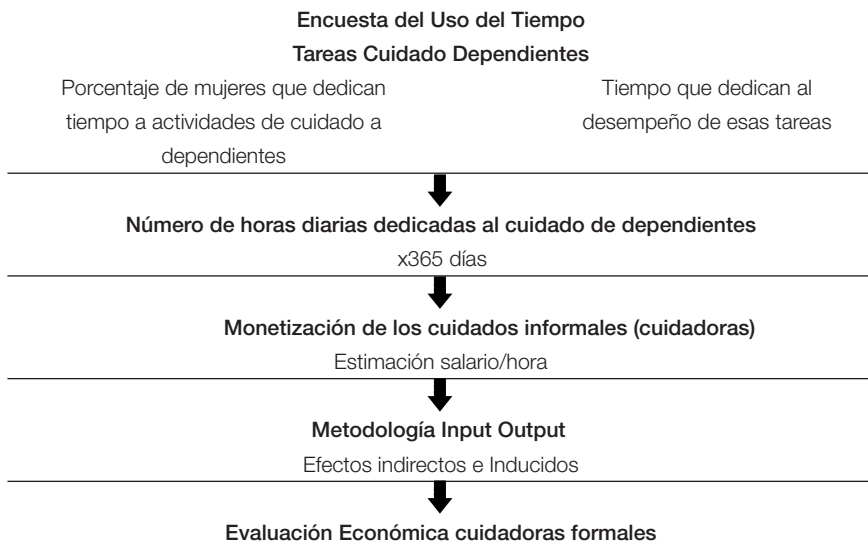 Encuesta del Uso del Tiempo
Tareas Cuidado Dependientes
Porcentaje de mujeres que dedican
tiempo a actividades de cuidado a
dependientes
Tiempo que dedican al
desempeño de esas tareas
Número de horas diarias dedicadas al cuidado de dependientes
x365 días
Monetización de los cuidados informales (cuidadoras)
Estimación salario/hora
Metodología Input Output
Efectos indirectos e Inducidos
Evaluación Económica cuidadoras formales